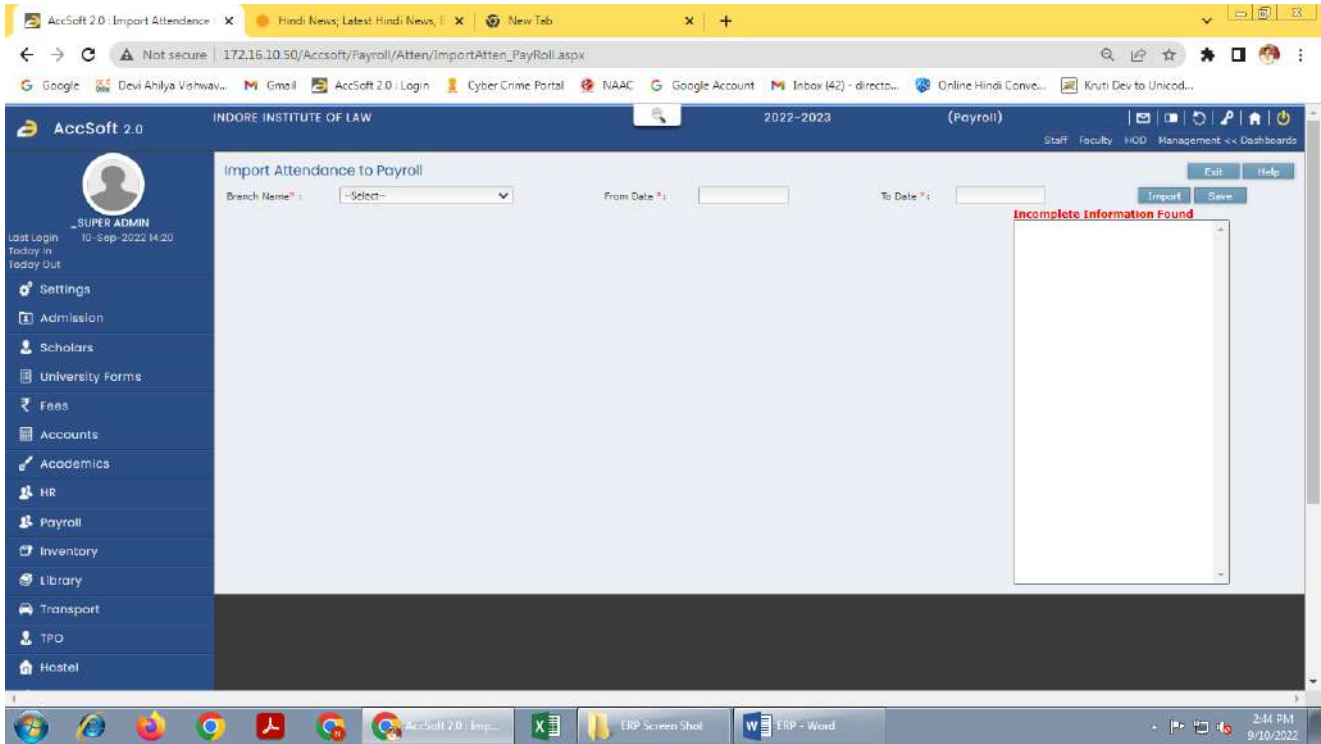 AccSoft 2.0 : Import Attendence
Hindi News; Latest Hindi News,
New Tab
Not secure | 172.16.10.50/Accsoft/Payroll/Atten/ImportAtten_PayRoll.aspx
Google Devi Ahilya Vishwav... Gmail AccSoft 2.0 : Login Cyber Crime Portal NAAC Google Account Inbox (42) - directo... Online Hindi Conve... Kruti Dev to Unicod...
AccSoft 2.0 INDORE INSTITUTE OF LAW 2022-2023 (Payroll)
Staff Faculty HOD Management << Dashboards
Import Attendance to Payroll Exit Help
Branch Name* : --Select-- From Date * : To Date * : Import Save
Incomplete Information Found
_SUPER ADMIN
Last Login 10-Sep-2022 14:20
Today In
Today Out
Settings
Admission
Scholars
University Forms
₹ Fees
Accounts
Academics
HR
Payroll
Inventory
Library
Transport
TPO
Hostel
AccSoft 2.0 : Imp... ERP Screen Shot ERP - Word
2:44 PM
9/10/2022